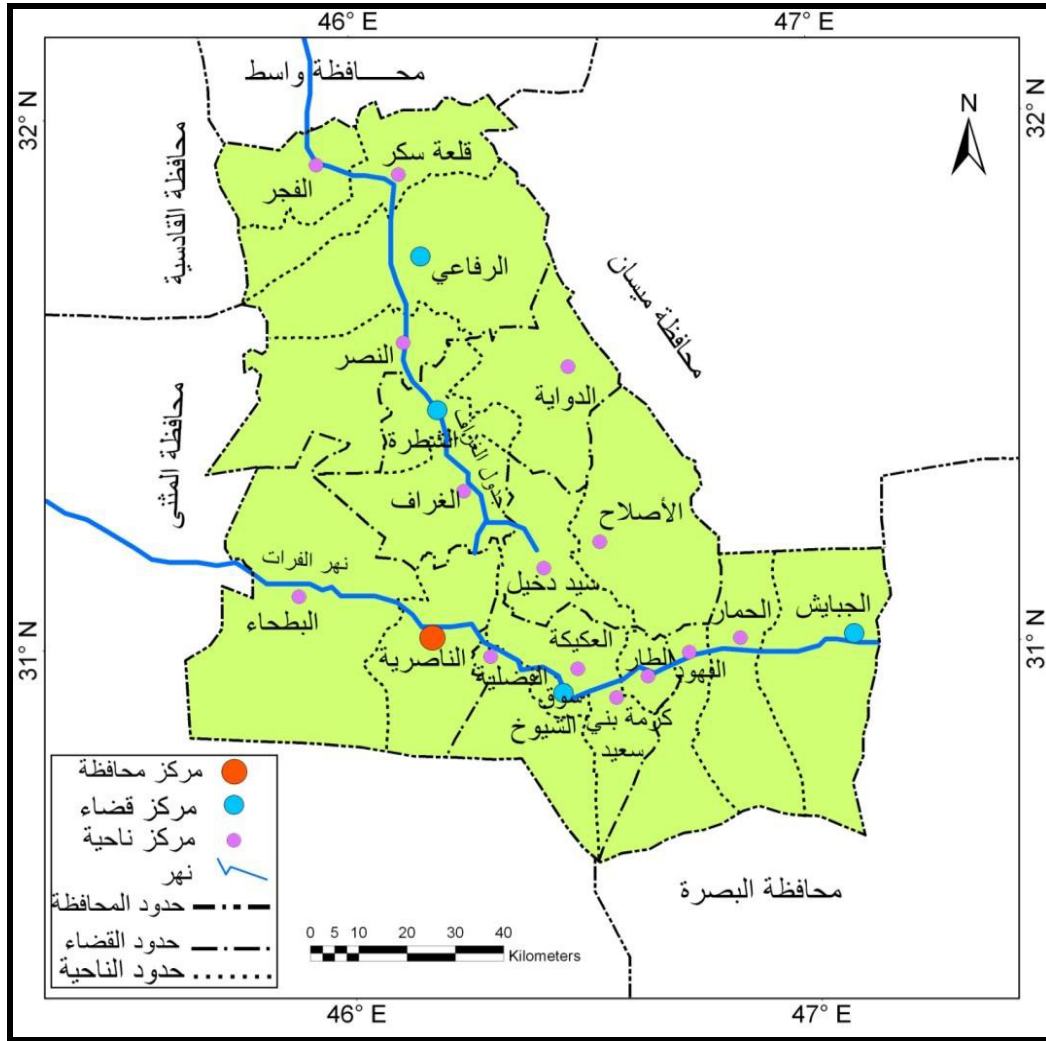 46° E
47° E
32° N
32° N
محافظة واسط
N
قلعة سكر
الفجر
محافظة القادسية
الرفاعي
محافظة ميسان
النصر
الدواية
الشطرة
جدول الغراف
محافظة المثنى
الغراف
الأصلاح
نهر الفرات
سيد دخيل
البطحاء
الجبايش
الحمار
العكيكة
31° N
31° N
الناصرية
الفضلية
الطار
الفهود
سوق
الشيوخ
كرمة بني
سعيد
مركز محافظة
مركز قضاء
مركز ناحية
نهر
حدود المحافظة
حدود القضاء
حدود الناحية
محافظة البصرة
0 5 10 20 30 40
Kilometers
46° E
47° E